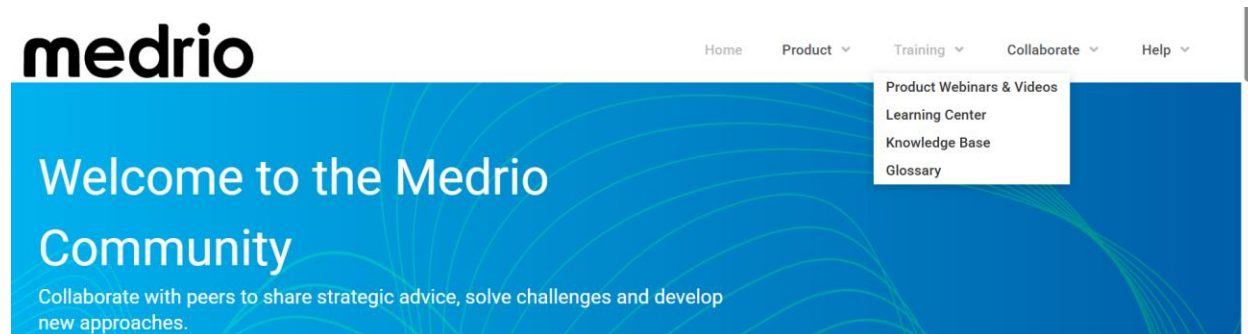 medrio
Home Product Training Collaborate Help
Product Webinars & Videos
Learning Center
Knowledge Base
Glossary
Welcome to the Medrio
Community
Collaborate with peers to share strategic advice, solve challenges and develop
new approaches.